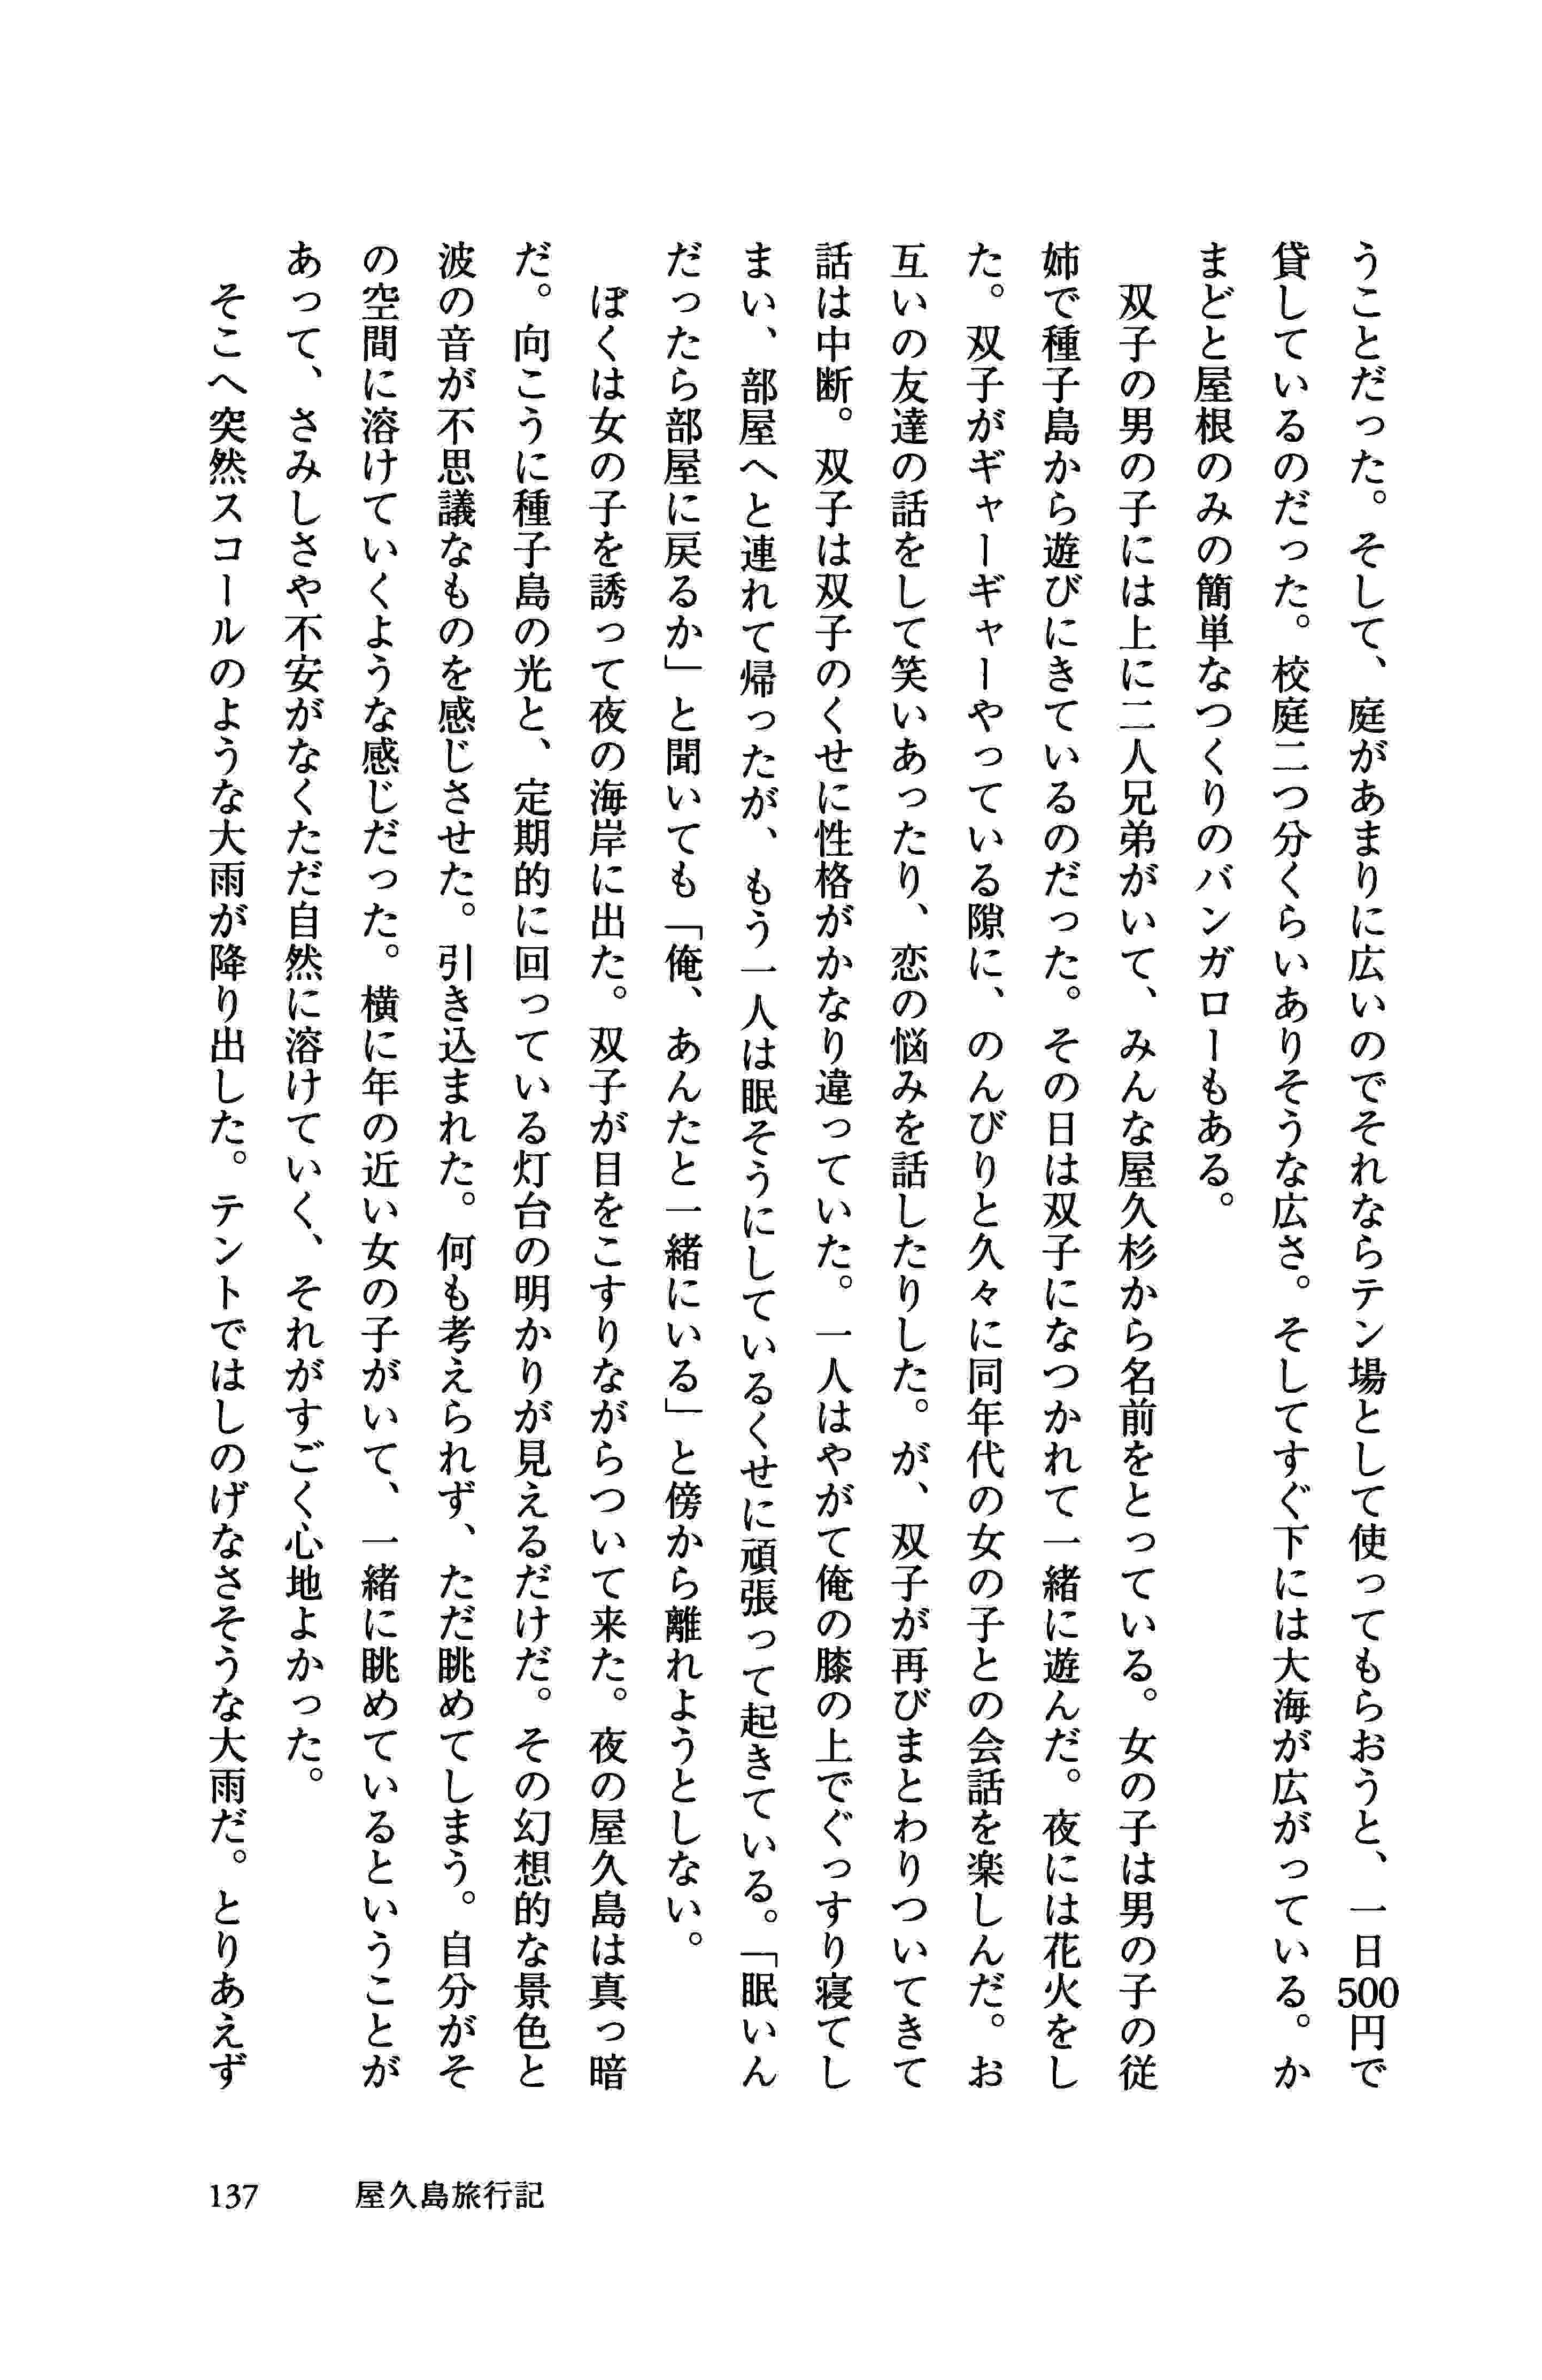 うことだった。そして、庭があまりに広いのでそれならテン場として使ってもらおうと、一日500円で
貸しているのだった。校庭二つ分くらいありそうな広さ。そしてすぐ下には大海が広がっている。か
まどと屋根のみの簡単なつくりのバンガローもある。
　双子の男の子には上に二人兄弟がいて、みんな屋久杉から名前をとっている。女の子は男の子の従
姉で種子島から遊びにきているのだった。その日は双子になつかれて一緒に遊んだ。夜には花火をし
た。双子がギャーギャーやっている隙に、のんびりと久々に同年代の女の子との会話を楽しんだ。お
互いの友達の話をして笑いあったり、恋の悩みを話したりした。が、双子が再びまとわりついてきて
話は中断。双子は双子のくせに性格がかなり違っていた。一人はやがて俺の膝の上でぐっすり寝てし
まい、部屋へと連れて帰ったが、もう一人は眠そうにしているくせに頑張って起きている。「眠いん
だったら部屋に戻るか」と聞いても「俺、あんたと一緒にいる」と傍から離れようとしない。
　ぼくは女の子を誘って夜の海岸に出た。双子が目をこすりながらついて来た。夜の屋久島は真っ暗
だ。向こうに種子島の光と、定期的に回っている灯台の明かりが見えるだけだ。その幻想的な景色と
波の音が不思議なものを感じさせた。引き込まれた。何も考えられず、ただ眺めてしまう。自分がそ
の空間に溶けていくような感じだった。横に年の近い女の子がいて、一緒に眺めているということが
あって、さみしさや不安がなくただ自然に溶けていく、それがすごく心地よかった。
　そこへ突然スコールのような大雨が降り出した。テントではしのげなさそうな大雨だ。とりあえず
137
屋久島旅行記